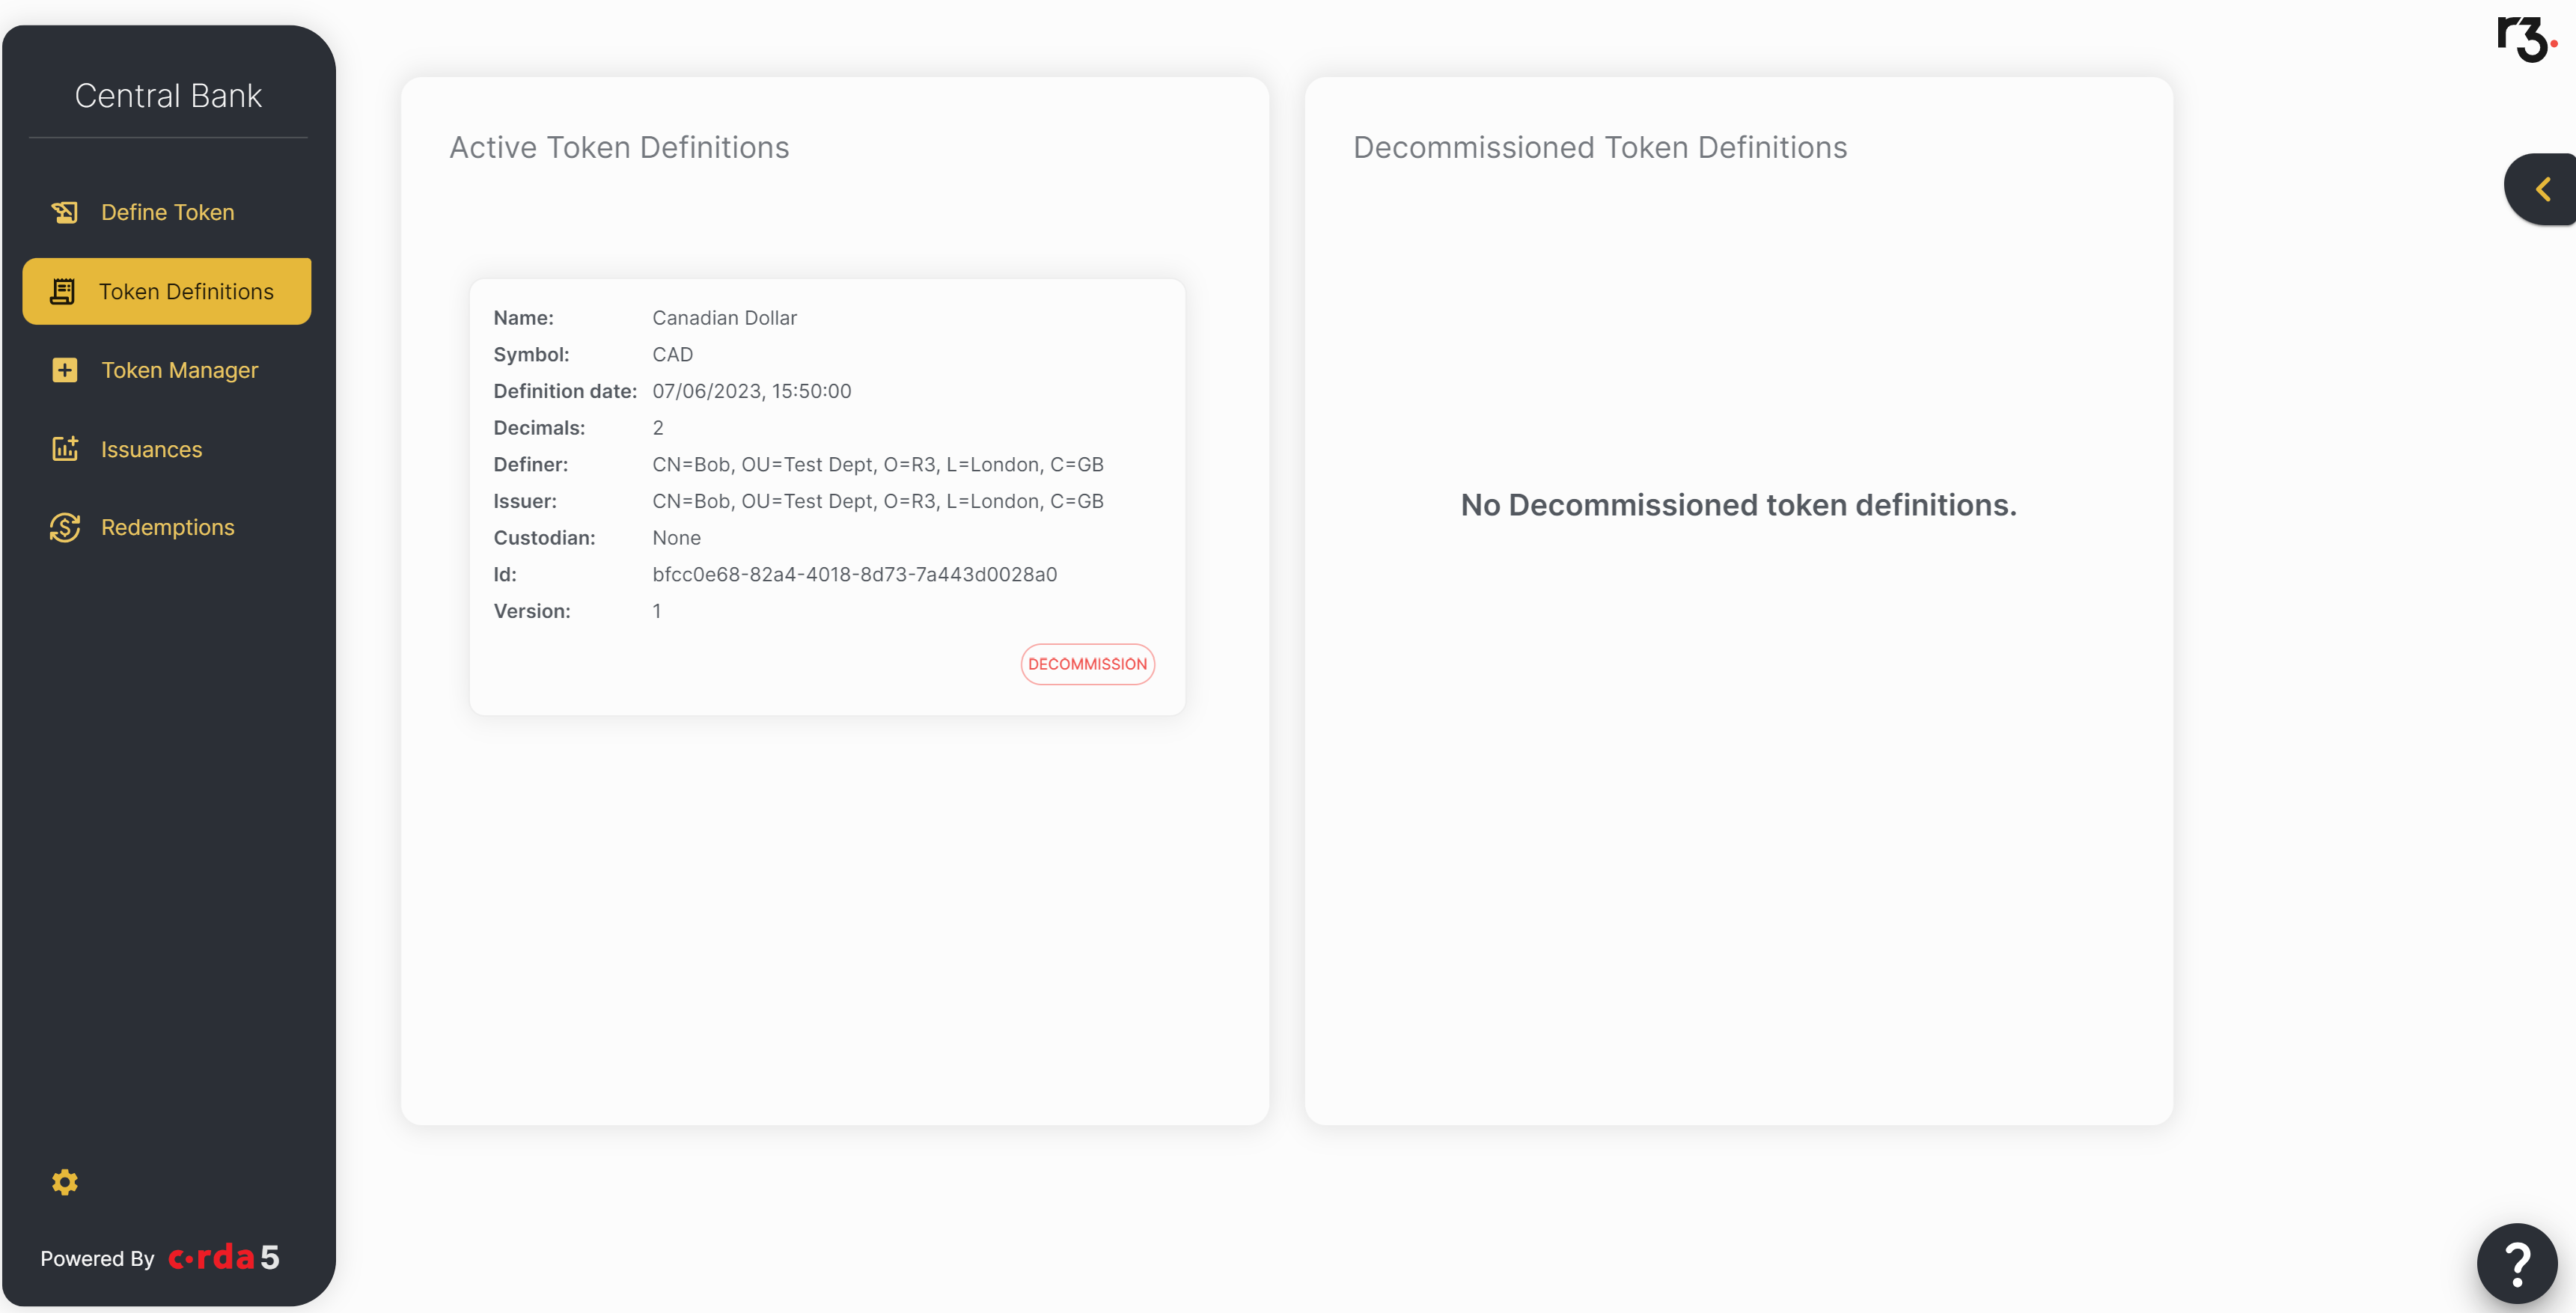 r3.
Central Bank
Define Token
Token Definitions
Token Manager
Issuances
Redemptions
Powered By c·rda 5
Active Token Definitions
Name: Canadian Dollar
Symbol: CAD
Definition date: 07/06/2023, 15:50:00
Decimals: 2
Definer: CN=Bob, OU=Test Dept, O=R3, L=London, C=GB
Issuer: CN=Bob, OU=Test Dept, O=R3, L=London, C=GB
Custodian: None
Id: bfcc0e68-82a4-4018-8d73-7a443d0028a0
Version: 1
DECOMMISSION
Decommissioned Token Definitions
No Decommissioned token definitions.
?